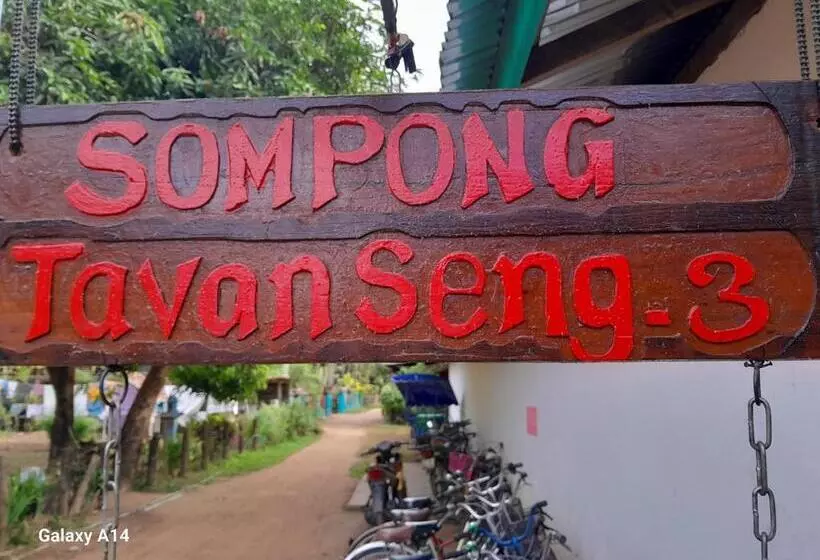 SOMPONG
Tavan Seng-3
Galaxy A14